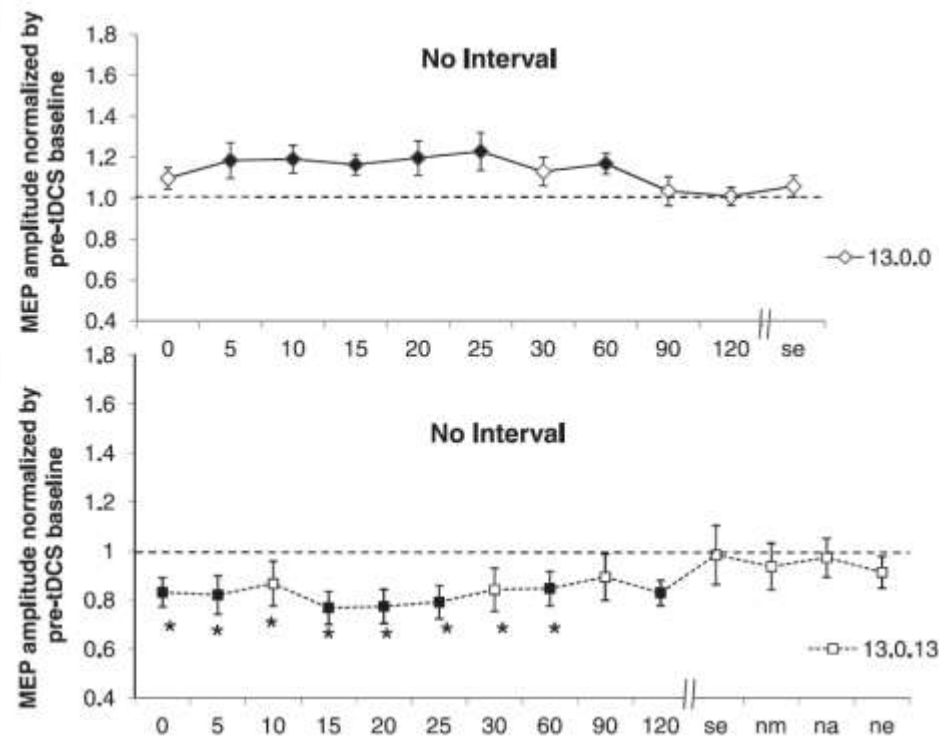 MEP amplitude normalized by
pre-tDCS baseline
1.8
1.6
1.4
1.2
1.0
0.8
0.6
0.4
No Interval
13.0.0
0 5 10 15 20 25 30 60 90 120 se
MEP amplitude normalized by
pre-tDCS baseline
1.8
1.6
1.4
1.2
1
0.8
0.6
0.4
No Interval
* * * * * * * *
13.0.13
0 5 10 15 20 25 30 60 90 120 se nm na ne